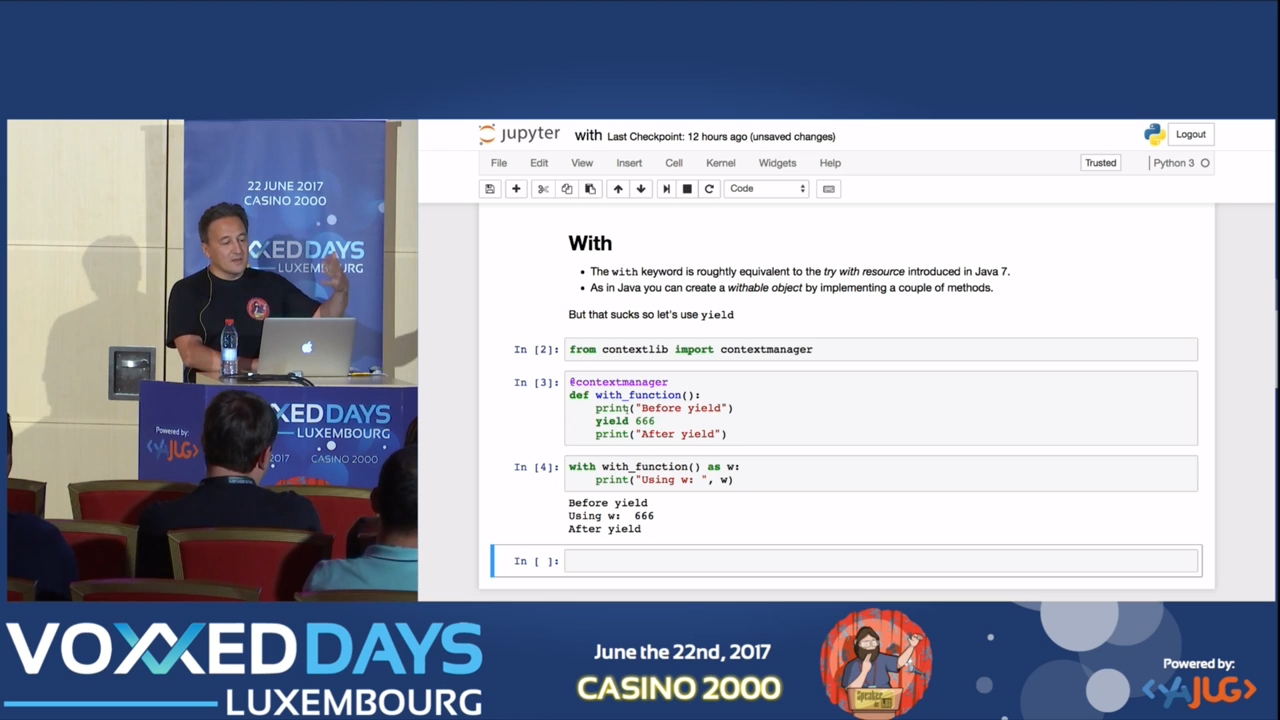 22 JUNE 2017
CASINO 2000
VOXXED DAYS
LUXEMBOURG
Powered by:
<YAJUG>
VOXXED DAYS
LUXEMBOURG
2017 CASINO 2000
jupyter with Last Checkpoint: 12 hours ago (unsaved changes)
Logout
File Edit View Insert Cell Kernel Widgets Help
Trusted
Python 3
Code
With
The with keyword is roughtly equivalent to the try with resource introduced in Java 7.
As in Java you can create a withable object by implementing a couple of methods.
But that sucks so let's use yield
In [2]: from contextlib import contextmanager
In [3]: @contextmanager
def with_function():
print("Before yield")
yield 666
print("After yield")
In [4]: with with_function() as w:
print("Using w: ", w)
Before yield
Using w:  666
After yield
In [ ]:
VOXXED DAYS
LUXEMBOURG
June the 22nd, 2017
CASINO 2000
Speaker
Powered by:
<YAJUG>